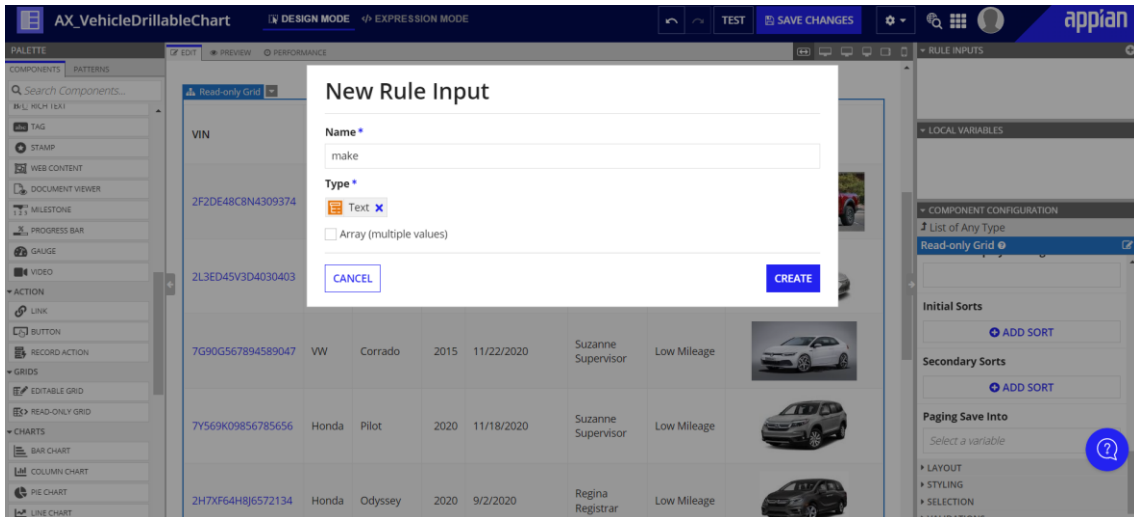 AX_VehicleDrillableChart
DESIGN MODE
</> EXPRESSION MODE
TEST
SAVE CHANGES
appian
PALETTE
EDIT
PREVIEW
PERFORMANCE
RULE INPUTS
COMPONENTS
PATTERNS
Search Components...
RICH TEXT
TAG
STAMP
WEB CONTENT
DOCUMENT VIEWER
MILESTONE
PROGRESS BAR
GAUGE
VIDEO
ACTION
LINK
BUTTON
RECORD ACTION
GRIDS
EDITABLE GRID
READ-ONLY GRID
CHARTS
BAR CHART
COLUMN CHART
PIE CHART
LINE CHART
Read-only Grid
VIN
2F2DE48C8N4309374
2L3ED45V3D4030403
7G90G567894589047 VW Corrado 2015 11/22/2020 Suzanne Supervisor Low Mileage
7Y569K09856785656 Honda Pilot 2020 11/18/2020 Suzanne Supervisor Low Mileage
2H7XF64H8J6572134 Honda Odyssey 2020 9/2/2020 Regina Registrar Low Mileage
New Rule Input
Name *
make
Type *
Text
Array (multiple values)
CANCEL
CREATE
LOCAL VARIABLES
COMPONENT CONFIGURATION
List of Any Type
Read-only Grid
Initial Sorts
ADD SORT
Secondary Sorts
ADD SORT
Paging Save Into
Select a variable
LAYOUT
STYLING
SELECTION